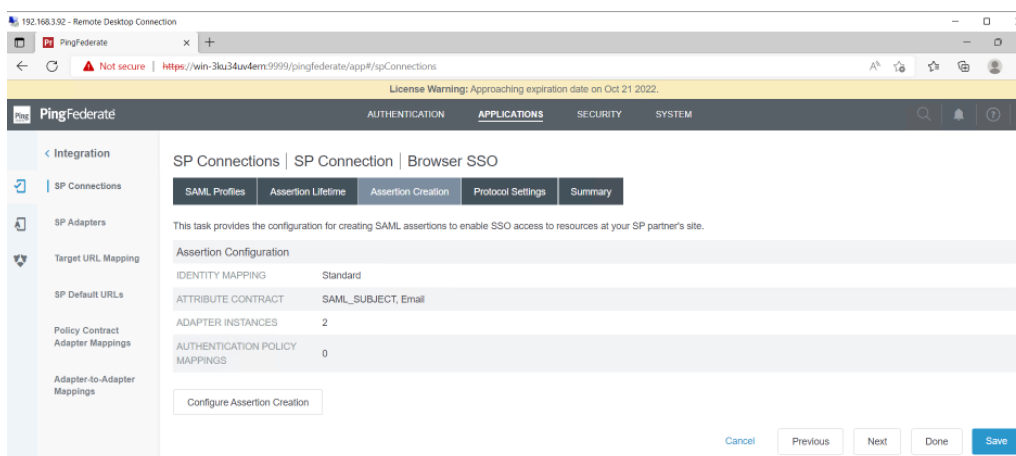 192.168.3.92 - Remote Desktop Connection
PingFederate
Not secure | https://win-3ku34uv4ern:9999/pingfederate/app#/spConnections
License Warning: Approaching expiration date on Oct 21 2022.
Ping PingFederate AUTHENTICATION APPLICATIONS SECURITY SYSTEM
< Integration
SP Connections | SP Connection | Browser SSO
SP Connections
SAML Profiles Assertion Lifetime Assertion Creation Protocol Settings Summary
SP Adapters
This task provides the configuration for creating SAML assertions to enable SSO access to resources at your SP partner's site.
Target URL Mapping
Assertion Configuration
IDENTITY MAPPING Standard
SP Default URLs
ATTRIBUTE CONTRACT SAML_SUBJECT, Email
ADAPTER INSTANCES 2
Policy Contract
Adapter Mappings
AUTHENTICATION POLICY
MAPPINGS 0
Adapter-to-Adapter
Mappings
Configure Assertion Creation
Cancel Previous Next Done Save